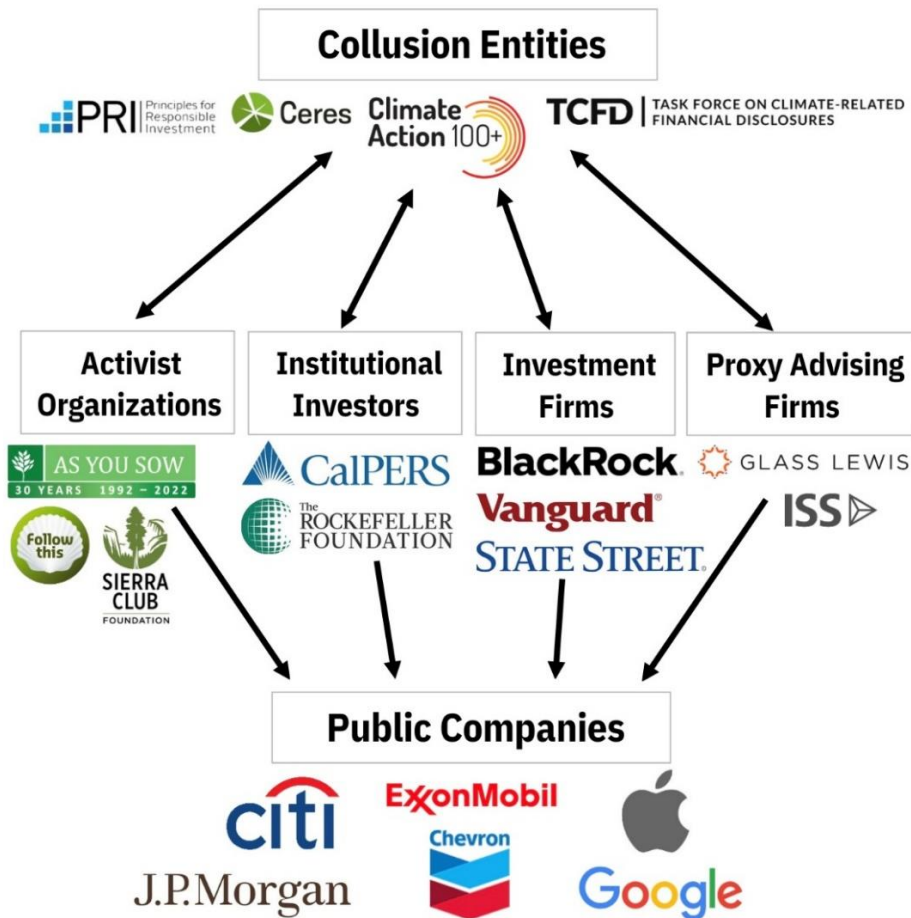 Collusion Entities
PRI Principles for Responsible Investment
Ceres
Climate Action 100+
TCFD TASK FORCE ON CLIMATE-RELATED FINANCIAL DISCLOSURES
Activist Organizations
Institutional Investors
Investment Firms
Proxy Advising Firms
AS YOU SOW
30 YEARS 1992 – 2022
Follow this
SIERRA CLUB
FOUNDATION
CalPERS
The ROCKEFELLER FOUNDATION
BlackRock.
Vanguard®
STATE STREET.
GLASS LEWIS
ISS
Public Companies
citi
ExxonMobil
J.P.Morgan
Chevron
Google